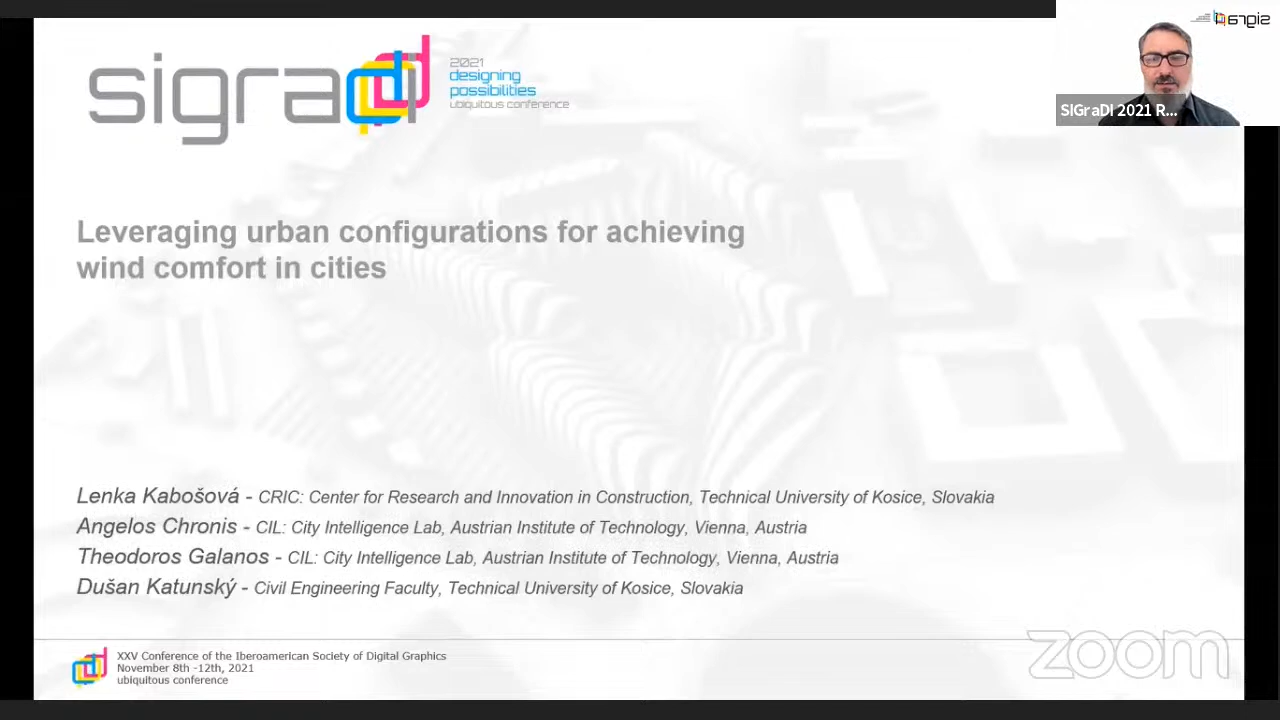 sigradi
2021
designing
possibilities
ubiquitous conference
sigradi
SIGraDI 2021 R...
Leveraging urban configurations for achieving
wind comfort in cities
Lenka Kabošová - CRIC: Center for Research and Innovation in Construction, Technical University of Kosice, Slovakia
Angelos Chronis - CIL: City Intelligence Lab, Austrian Institute of Technology, Vienna, Austria
Theodoros Galanos - CIL: City Intelligence Lab, Austrian Institute of Technology, Vienna, Austria
Dušan Katunský - Civil Engineering Faculty, Technical University of Kosice, Slovakia
XXV Conference of the Iberoamerican Society of Digital Graphics
November 8th -12th, 2021
ubiquitous conference
zoom